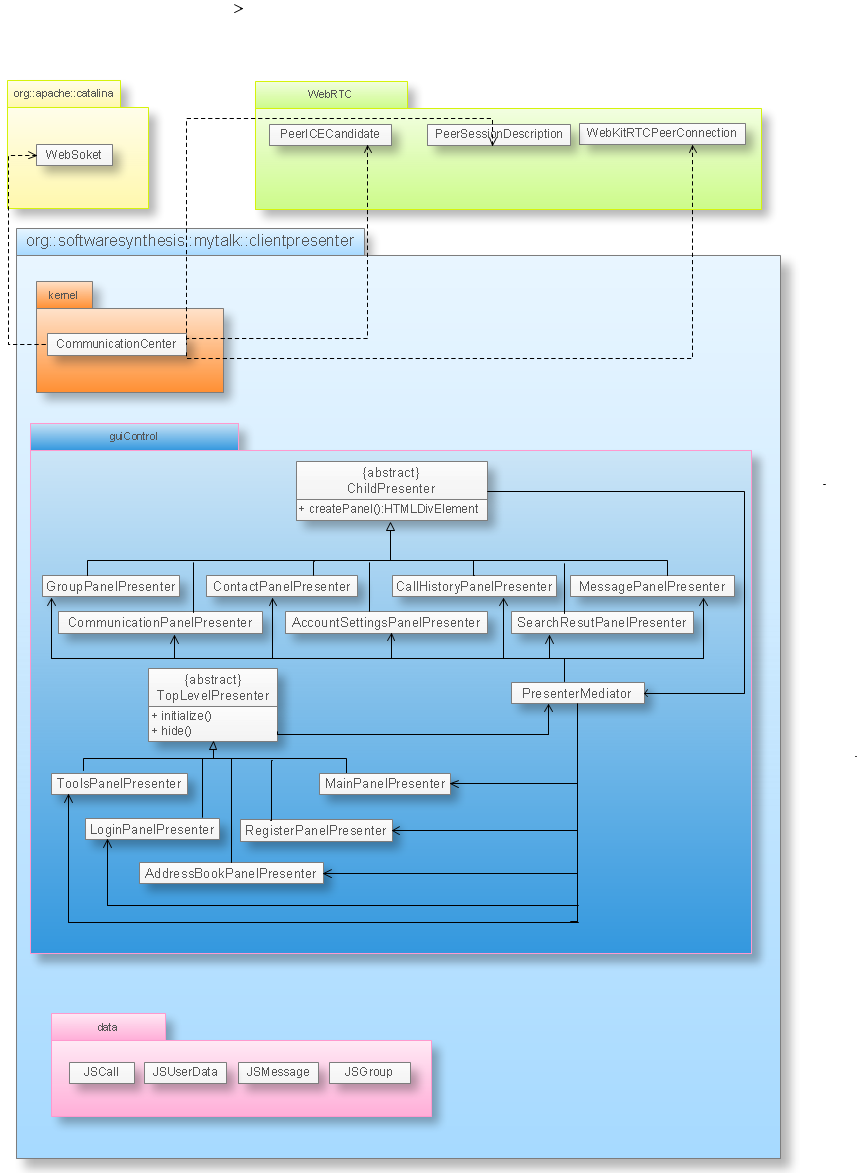 >
org::apache::catalina
WebRTC
PeerICECandidate
PeerSessionDescription
WebKitRTCPeerConnection
WebSoket
org::softwaresynthesis::mytalk::clientpresenter
kernel
CommunicationCenter
guiControl
{abstract}
ChildPresenter
+ createPanel():HTMLDivElement
GroupPanelPresenter
ContactPanelPresenter
CallHistoryPanelPresenter
MessagePanelPresenter
CommunicationPanelPresenter
AccountSettingsPanelPresenter
SearchResutPanelPresenter
{abstract}
TopLevelPresenter
+ initialize()
+ hide()
PresenterMediator
ToolsPanelPresenter
MainPanelPresenter
LoginPanelPresenter
RegisterPanelPresenter
AddressBookPanelPresenter
data
JSCall
JSUserData
JSMessage
JSGroup